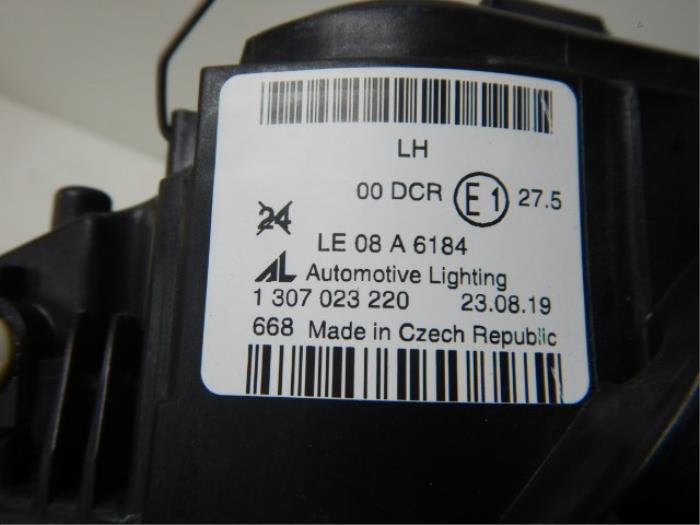 LH
00 DCR E1 27.5
24
LE 08 A 6184
AL Automotive Lighting
1 307 023 220 23.08.19
668 Made in Czech Republic